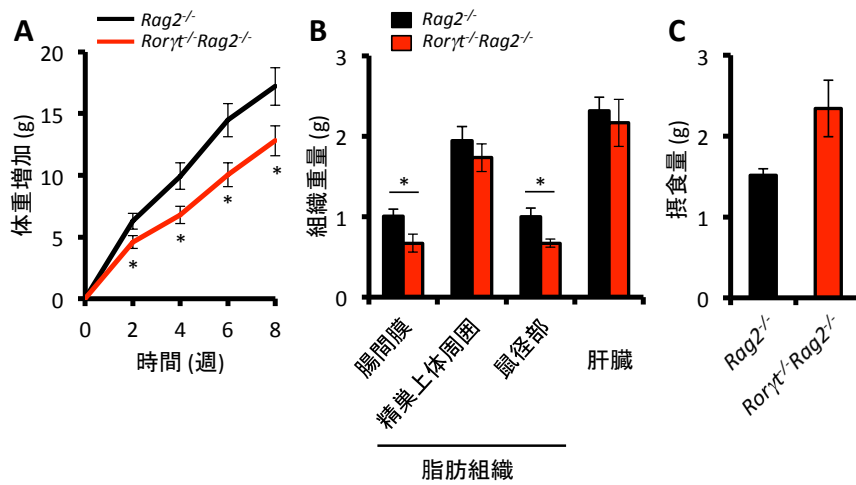 A
Rag2-/-
Rorγt-/-Rag2-/-
体重増加 (g)
20
15
10
5
0
*
*
*
*
0
2
4
6
8
時間 (週)
B
Rag2-/-
Rorγt-/-Rag2-/-
組織重量 (g)
3
2
1
0
*
*
腸間膜
精巣上体周囲
鼠径部
肝臓
脂肪組織
C
摂食量 (g)
3
2
1
0
Rag2-/-
Rorγt-/-Rag2-/-